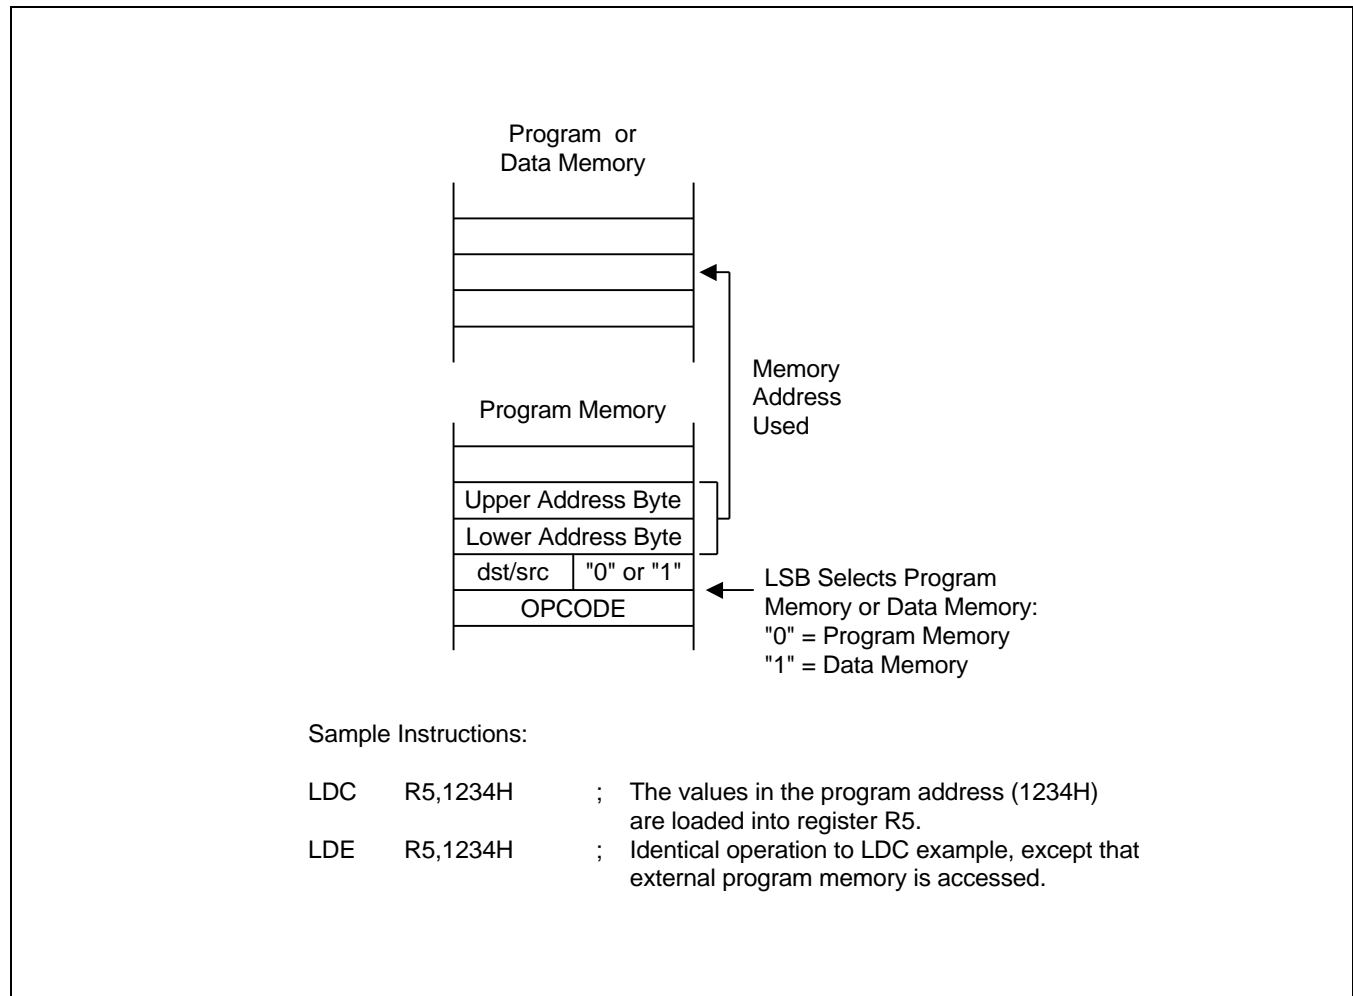 Program or
Data Memory
Memory
Address
Used
Program Memory
Upper Address Byte
Lower Address Byte
dst/src "0" or "1"
OPCODE
LSB Selects Program
Memory or Data Memory:
"0" = Program Memory
"1" = Data Memory
Sample Instructions:
LDC R5,1234H ; The values in the program address (1234H)
are loaded into register R5.
LDE R5,1234H ; Identical operation to LDC example, except that
external program memory is accessed.